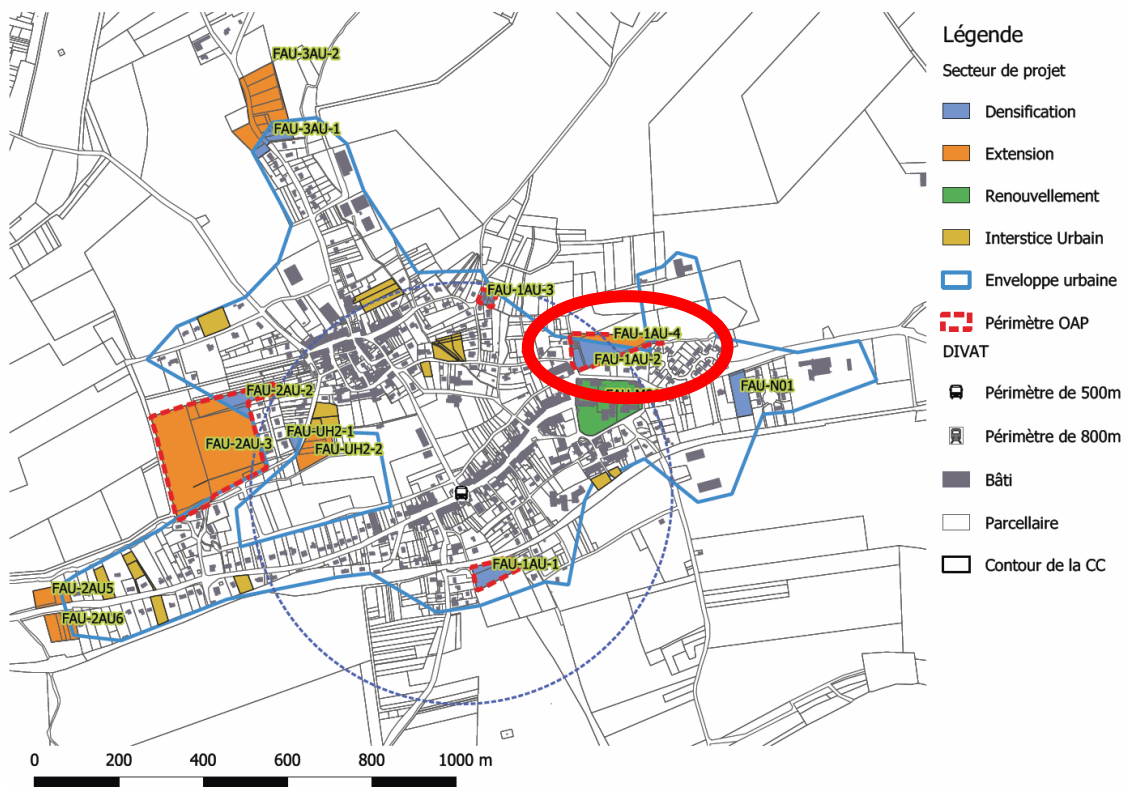 FAU-3AU-2
FAU-3AU-1
FAU-1AU-3
FAU-1AU-4
FAU-1AU-2
FAU-N01
FAU-2AU-2
FAU-2AU-3
FAU-UH2-1
FAU-UH2-2
FAU-1AU-1
FAU-2AU5
FAU-2AU6
0 200 400 600 800 1000 m
Légende
Secteur de projet
Densification
Extension
Renouvellement
Interstice Urbain
Enveloppe urbaine
Périmètre OAP
DIVAT
Périmètre de 500m
Périmètre de 800m
Bâti
Parcellaire
Contour de la CC